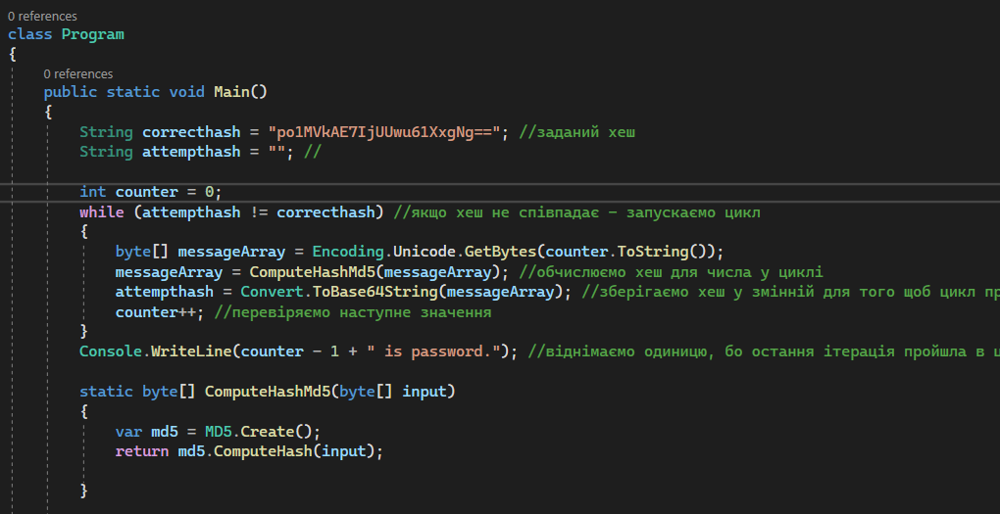 0 references
class Program
{
0 references
public static void Main()
{
String correcthash = "po1MVkAE7IjUUwu61XxgNg=="; //заданий хеш
String attempthash = ""; //
int counter = 0;
while (attempthash != correcthash) //якщо хеш не співпадає - запускаємо цикл
{
byte[] messageArray = Encoding.Unicode.GetBytes(counter.ToString());
messageArray = ComputeHashMd5(messageArray); //обчислюємо хеш для числа у циклі
attempthash = Convert.ToBase64String(messageArray); //зберігаємо хеш у змінній для того щоб цикл пр
counter++; //перевіряємо наступне значення
}
Console.WriteLine(counter - 1 + " is password."); //віднімаємо одиницю, бо остання ітерація пройшла в ц
static byte[] ComputeHashMd5(byte[] input)
{
var md5 = MD5.Create();
return md5.ComputeHash(input);
}